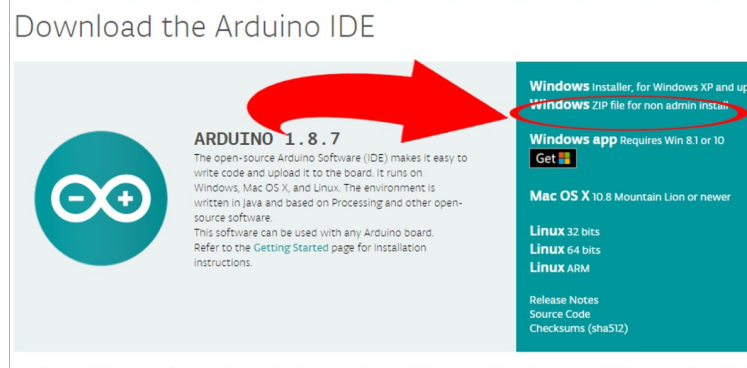 Download the Arduino IDE
ARDUINO 1.8.7
The open-source Arduino Software (IDE) makes it easy to
write code and upload it to the board. It runs on
Windows, Mac OS X, and Linux. The environment is
written in Java and based on Processing and other open-
source software.
This software can be used with any Arduino board.
Refer to the Getting Started page for Installation
instructions.
Windows Installer, for Windows XP and up
Windows ZIP file for non admin install
Windows app Requires Win 8.1 or 10
Get
Mac OS X 10.8 Mountain Lion or newer
Linux 32 bits
Linux 64 bits
Linux ARM
Release Notes
Source Code
Checksums (sha512)